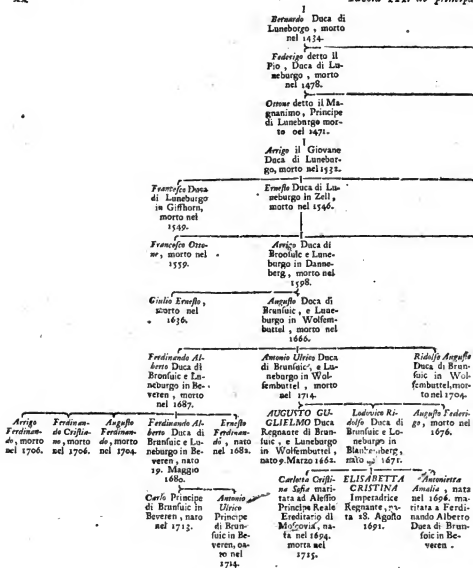 Bernardo Duca di
Luneborgo, morto
nel 1434.
Federigo detto il
Pio, Duca di Lu-
neburgo, morto
nel 1478.
Ottone detto il Ma-
gnanimo, Principe
di Luneburgo mor-
to oel 1471.
Arrigo il Giovane
Duca di Lunebur-
go, morto nel 1532.
Francesco Duca
di Luneburgo
in Giffhorn,
morto nel
1549.
Ernesto Duca di Lu-
neburgo in Zell,
morto nel 1546.
Francesco Otto-
ne, morto nel
1559.
Arrigo Duca di
Broofuic e Lune-
burgo in Danne-
berg, morto nel
1598.
Giulio Ernesto,
morto nel
1636.
Augusto Doca di
Brunsuic, e Lune-
burgo in Wolfem-
buttel, morto nel
1666.
Ferdinando Al-
berto Duca di
Bronsuic e Lu-
neburgo in Be-
veren, morto
nel 1687.
Antonio Ulrico Duca
di Brunsuic, e Lu-
neburgo in Wol-
fembuttel, morto
nel 1714.
Ridolfo Augusto
Duca di Brun-
suic in Wol-
fembuttel, mor-
to nel 1704.
Arrigo
Ferdinan-
do, morto
nel 1706.
Ferdinan-
do Cristia-
no, morto
nel 1706.
Augusto
Ferdinan-
do, morto
nel 1704.
Ferdinando Al-
berto Duca di
Brunsuic e Lu-
neburgo in Be-
veren, nato
19. Maggio
1680.
Ernesto
Ferdinan-
do, nato
nel 1682.
AUGUSTO GU-
GLIELMO Duca
Regnante di Brun-
suic, e Luneburgo
in Wolfembuttel,
nato 9. Marzo 1662.
Lodovico Ri-
dolfo Duca di
Brunsuic e Lu-
neburgo in
Blankemberg,
nato 1671.
Augusto Federi-
go, morto nel
1676.
Carlo Principe
di Brunsuic in
Beveren, nato
nel 1713.
Antonio
Ulrico
Principe
di Brun-
suic in Be-
veren, na-
to nel
1714.
Carlotta Cristi-
na Sofia mari-
tata ad Alessio
Principe Reale
Ereditario di
Moscovia, na-
ta nel 1694.
morta nel
1715.
ELISABETTA
CRISTINA
Imperadrice
Regnante, na-
ta 28. Agosto
1691.
Antonietta
Amalia, nata
nel 1696. ma-
ritata a Ferdi-
nando Alberto
Duca di Brun-
suic in Be-
veren.